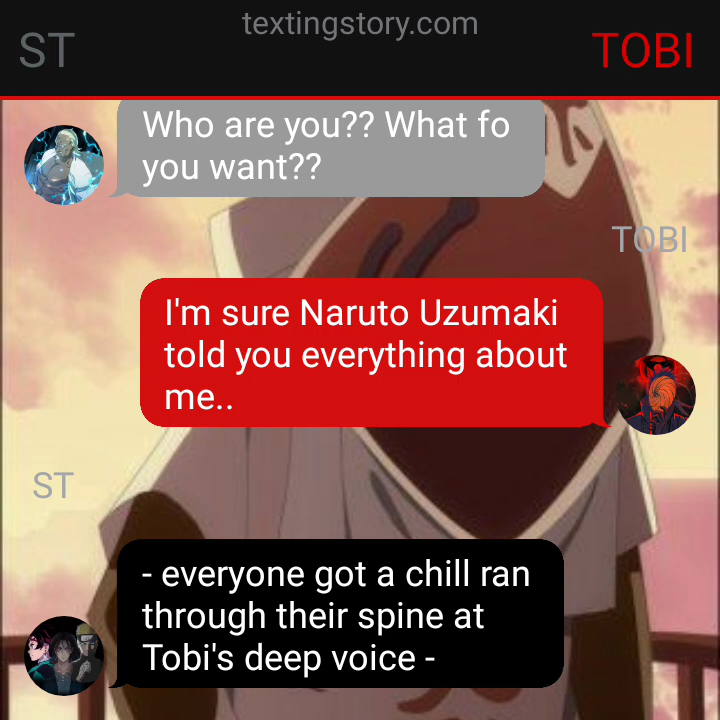 textingstory.com
ST
TOBI
Who are you?? What fo
you want??
TOBI
I'm sure Naruto Uzumaki
told you everything about
me..
ST
- everyone got a chill ran
through their spine at
Tobi's deep voice -